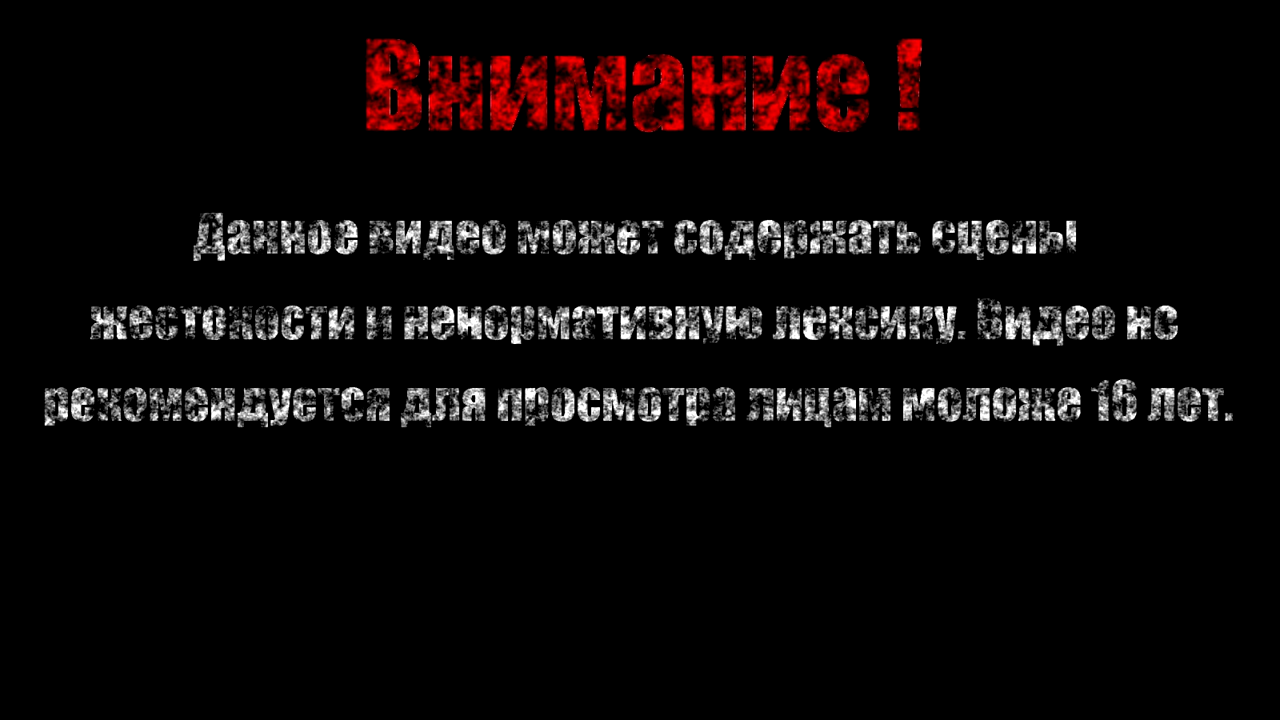 Внимание !
Данное видео может содержать сцены
жестокости и ненормативную лексику. Видео не
рекомендуется для просмотра лицам моложе 16 лет.